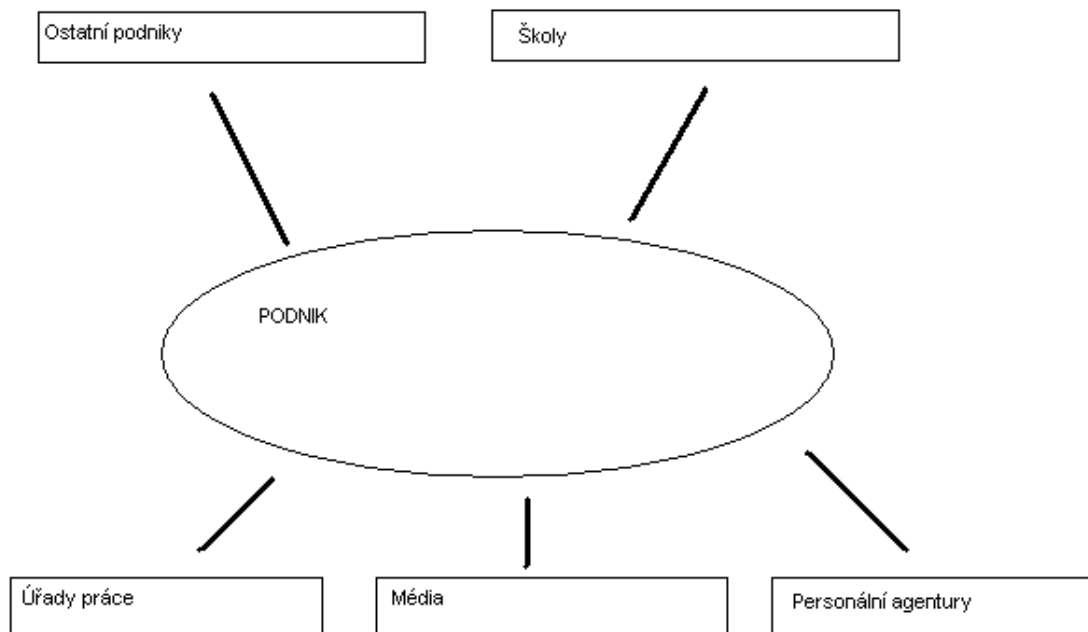 Ostatní podniky
Školy
PODNIK
Úřady práce
Média
Personální agentury